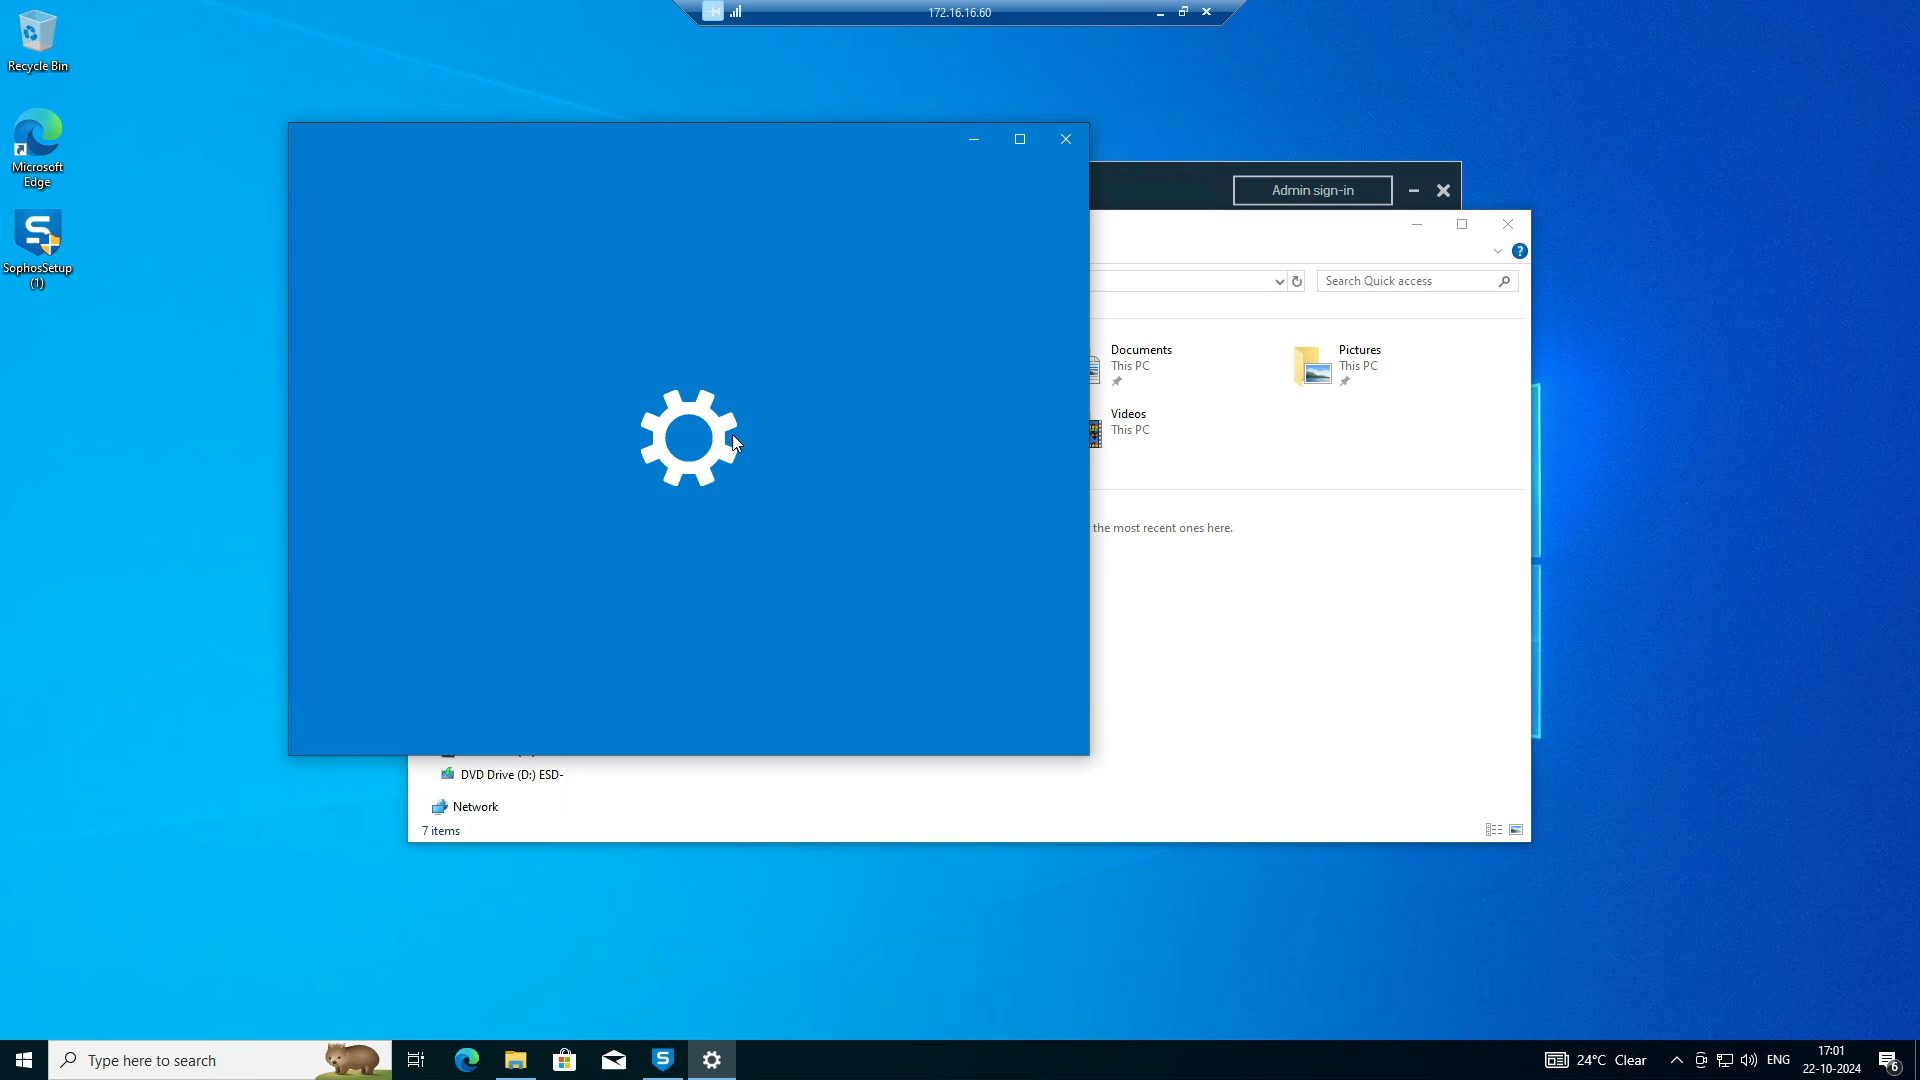 172.16.16.60
Recycle Bin
Microsoft
Edge
SophosSetup
(1)
Admin sign-in
Search Quick access
Documents
This PC
Pictures
This PC
Videos
This PC
the most recent ones here.
DVD Drive (D:) ESD-
Network
7 items
Type here to search
24°C Clear
ENG
17:01
22-10-2024
6